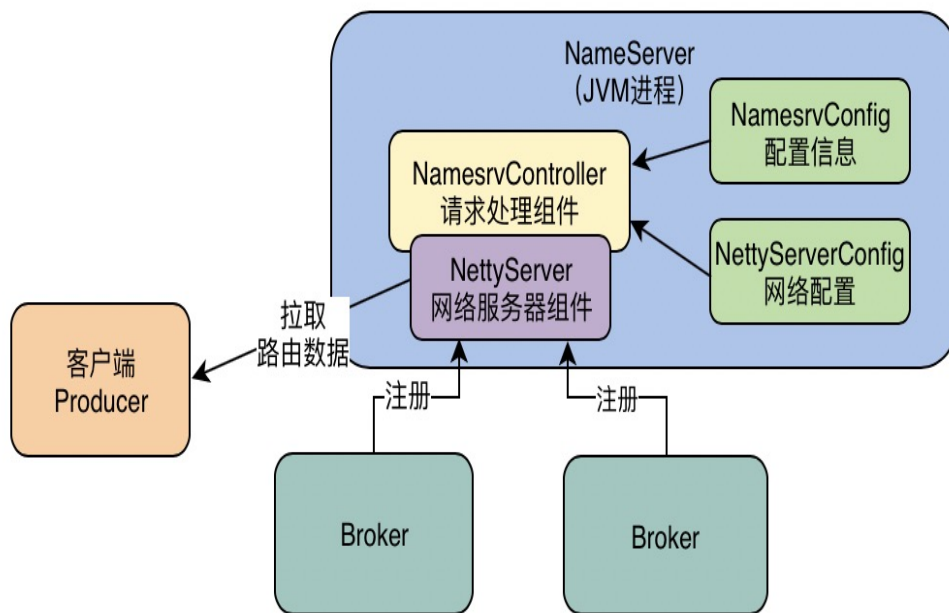 NameServer
（JVM进程）
NamesrvConfig
配置信息
NamesrvController
请求处理组件
NettyServerConfig
网络配置
NettyServer
网络服务器组件
拉取
路由数据
客户端
Producer
注册
注册
Broker
Broker